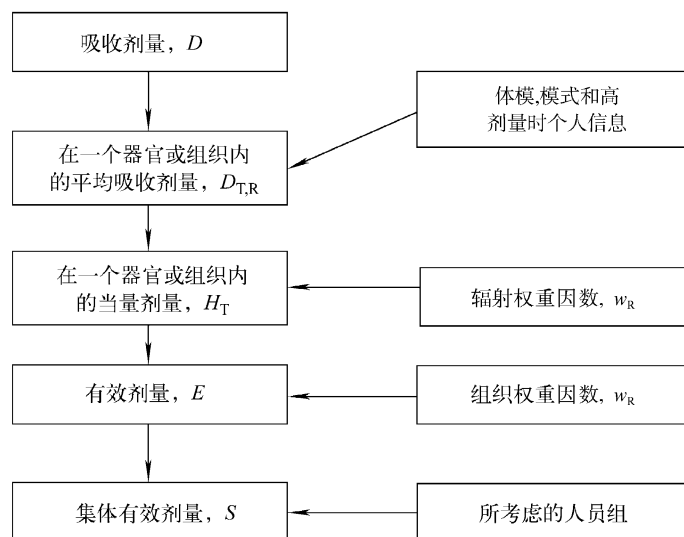 吸收剂量，D
体模,模式和高
剂量时个人信息
在一个器官或组织内
的平均吸收剂量，D_T,R
在一个器官或组织内
的当量剂量，H_T
辐射权重因数, w_R
有效剂量，E
组织权重因数, w_R
集体有效剂量，S
所考虑的人员组